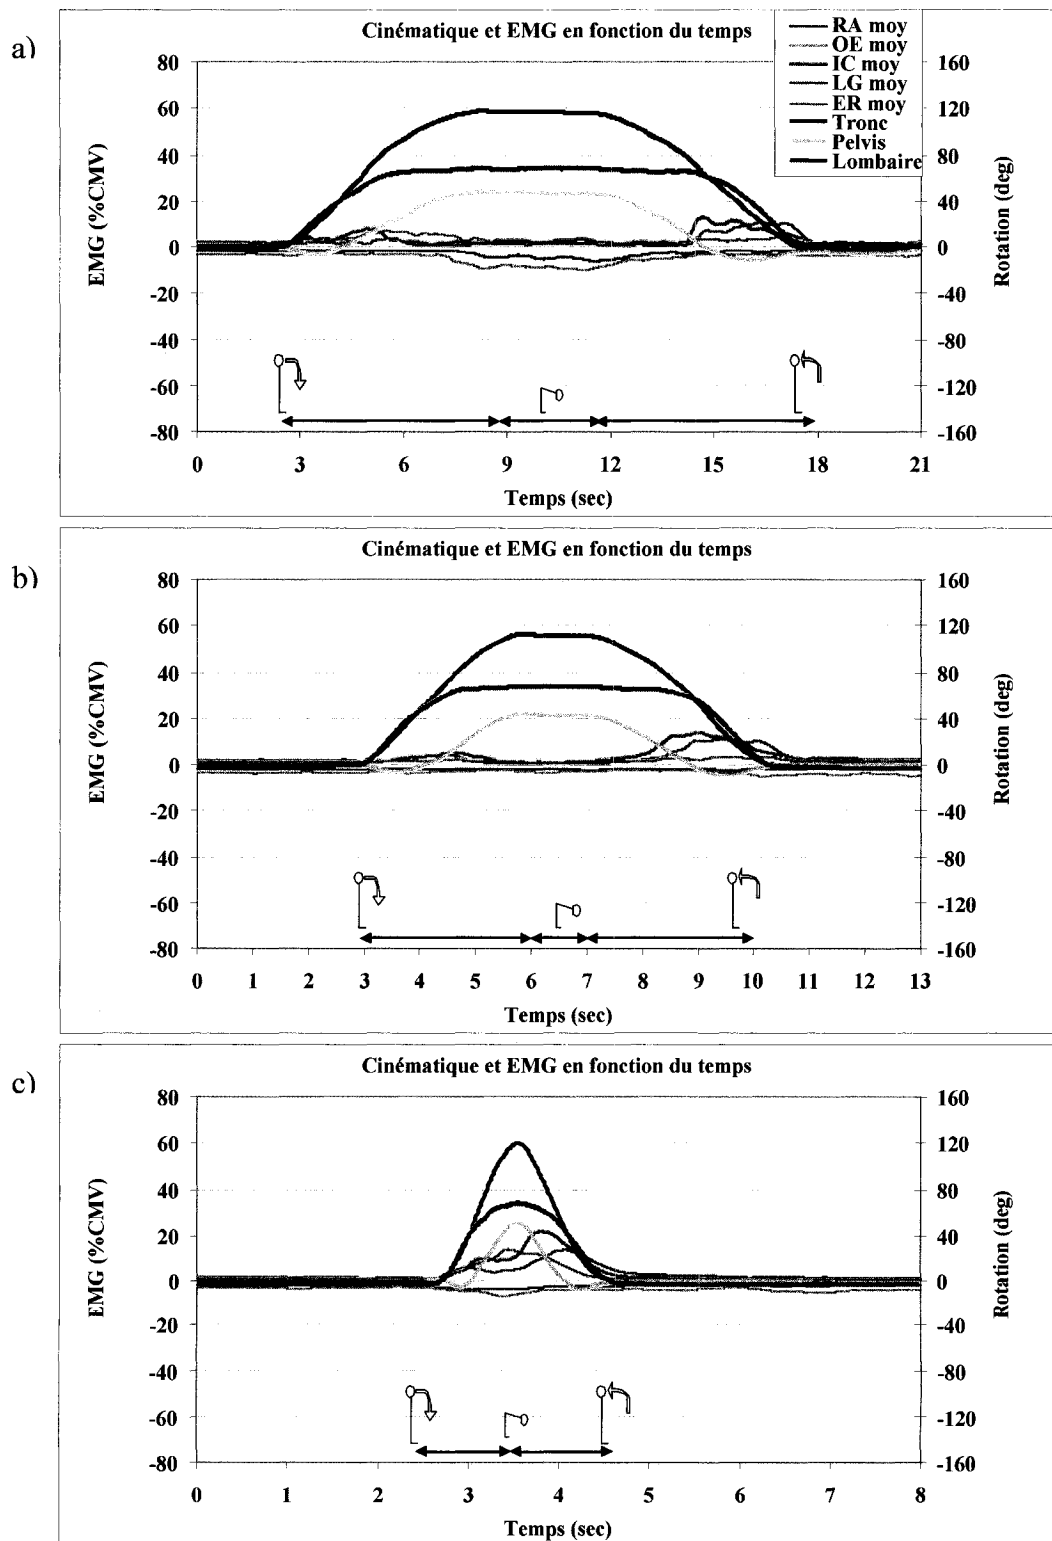 a)
Cinématique et EMG en fonction du temps
RA moy
OE moy
IC moy
LG moy
ER moy
Tronc
Pelvis
Lombaire
EMG (%CMV)
80
60
40
20
0
-20
-40
-60
-80
160
120
80
40
0
-40
-80
-120
-160
Rotation (deg)
0 3 6 9 12 15 18 21
Temps (sec)
b)
Cinématique et EMG en fonction du temps
EMG (%CMV)
80
60
40
20
0
-20
-40
-60
-80
160
120
80
40
0
-40
-80
-120
-160
Rotation (deg)
0 1 2 3 4 5 6 7 8 9 10 11 12 13
Temps (sec)
c)
Cinématique et EMG en fonction du temps
EMG (%CMV)
80
60
40
20
0
-20
-40
-60
-80
160
120
80
40
0
-40
-80
-120
-160
Rotation (deg)
0 1 2 3 4 5 6 7 8
Temps (sec)